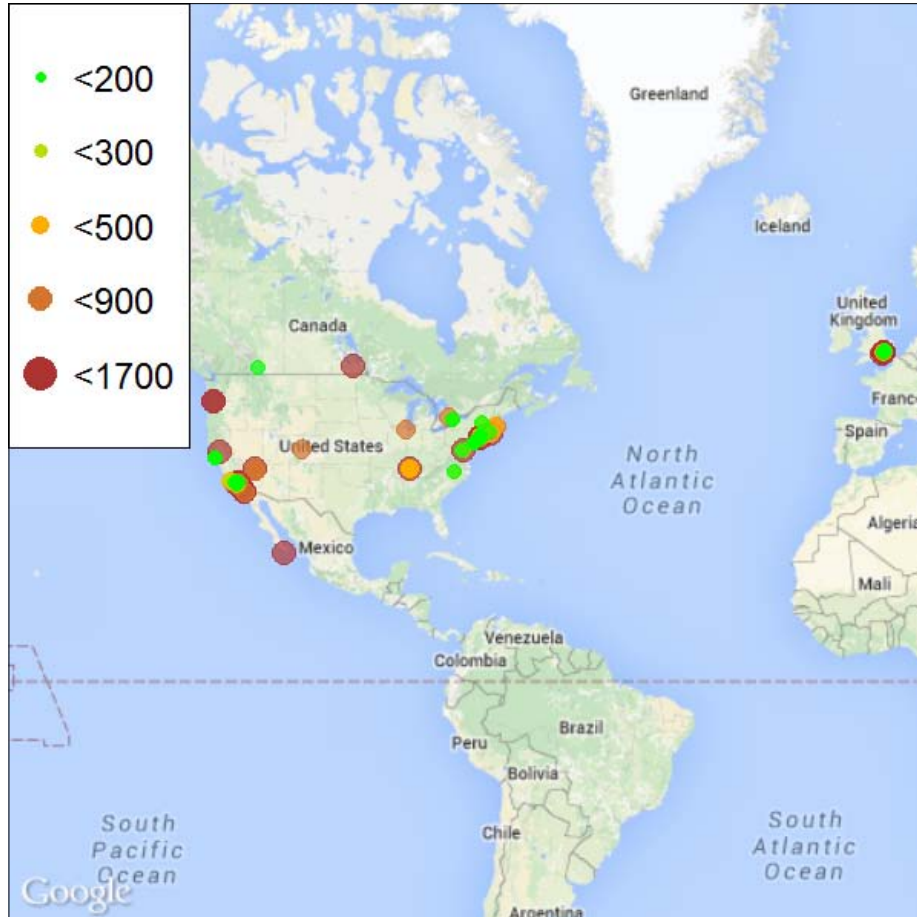 <200
<300
<500
<900
<1700
Greenland
Iceland
United
Kingdom
Canada
France
Spain
United States
North
Atlantic
Ocean
Algeria
Mexico
Mali
Venezuela
Colombia
Brazil
Peru
Bolivia
South
Pacific
Ocean
Chile
South
Atlantic
Ocean
Google
Argentina